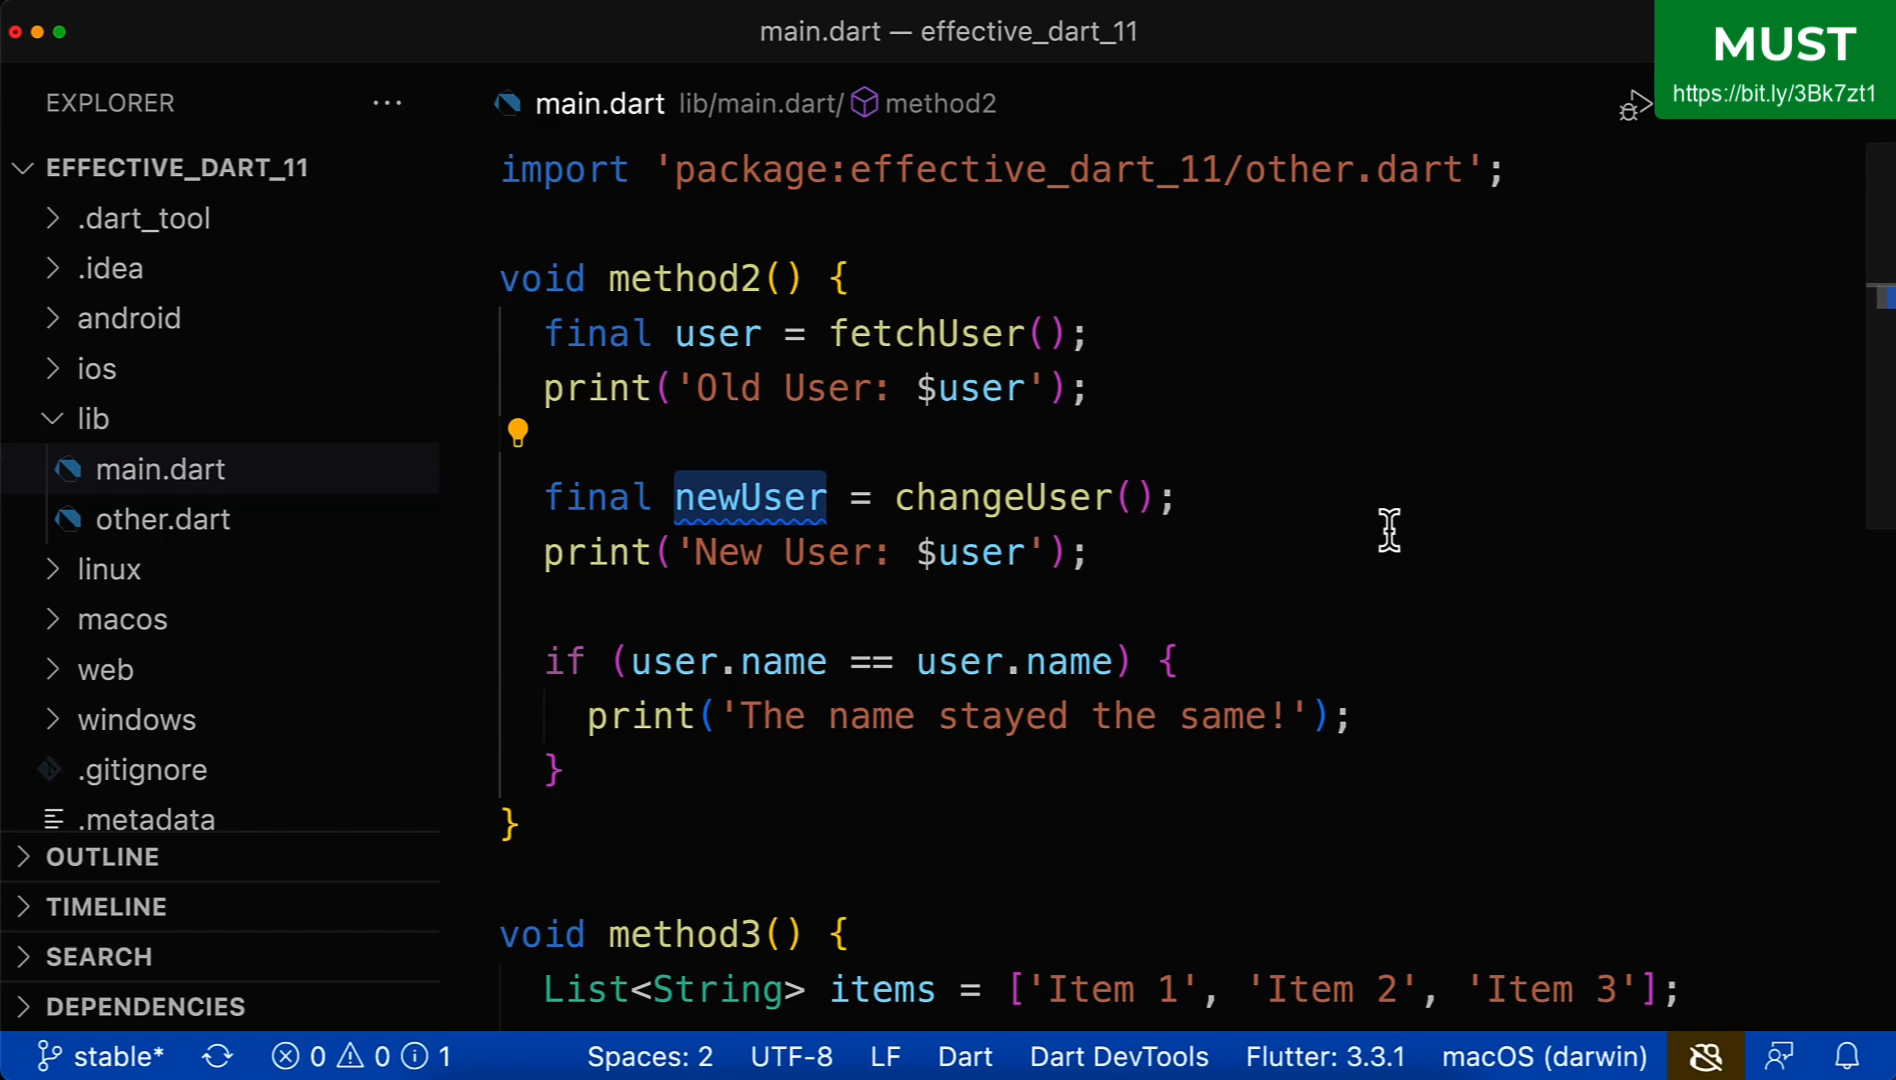 main.dart — effective_dart_11
MUST
https://bit.ly/3Bk7zt1
EXPLORER
EFFECTIVE_DART_11
.dart_tool
.idea
android
ios
lib
main.dart
other.dart
linux
macos
web
windows
.gitignore
.metadata
OUTLINE
TIMELINE
SEARCH
DEPENDENCIES
main.dart lib/main.dart/ method2
import 'package:effective_dart_11/other.dart';
void method2() {
final user = fetchUser();
print('Old User: $user');
final newUser = changeUser();
print('New User: $user');
if (user.name == user.name) {
print('The name stayed the same!');
}
}
void method3() {
List<String> items = ['Item 1', 'Item 2', 'Item 3'];
stable* 0 0 1 Spaces: 2 UTF-8 LF Dart Dart DevTools Flutter: 3.3.1 macOS (darwin)